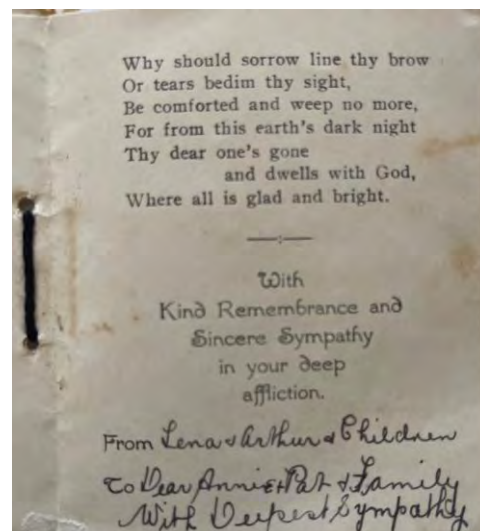 Why should sorrow line thy brow
Or tears bedim thy sight,
Be comforted and weep no more,
For from this earth's dark night
Thy dear one's gone
and dwells with God,
Where all is glad and bright.
With
Kind Remembrance and
Sincere Sympathy
in your deep
affliction.
From Lena & Arthur & Children
To Dear Annie & Pat & Family
With Deepest Sympathy